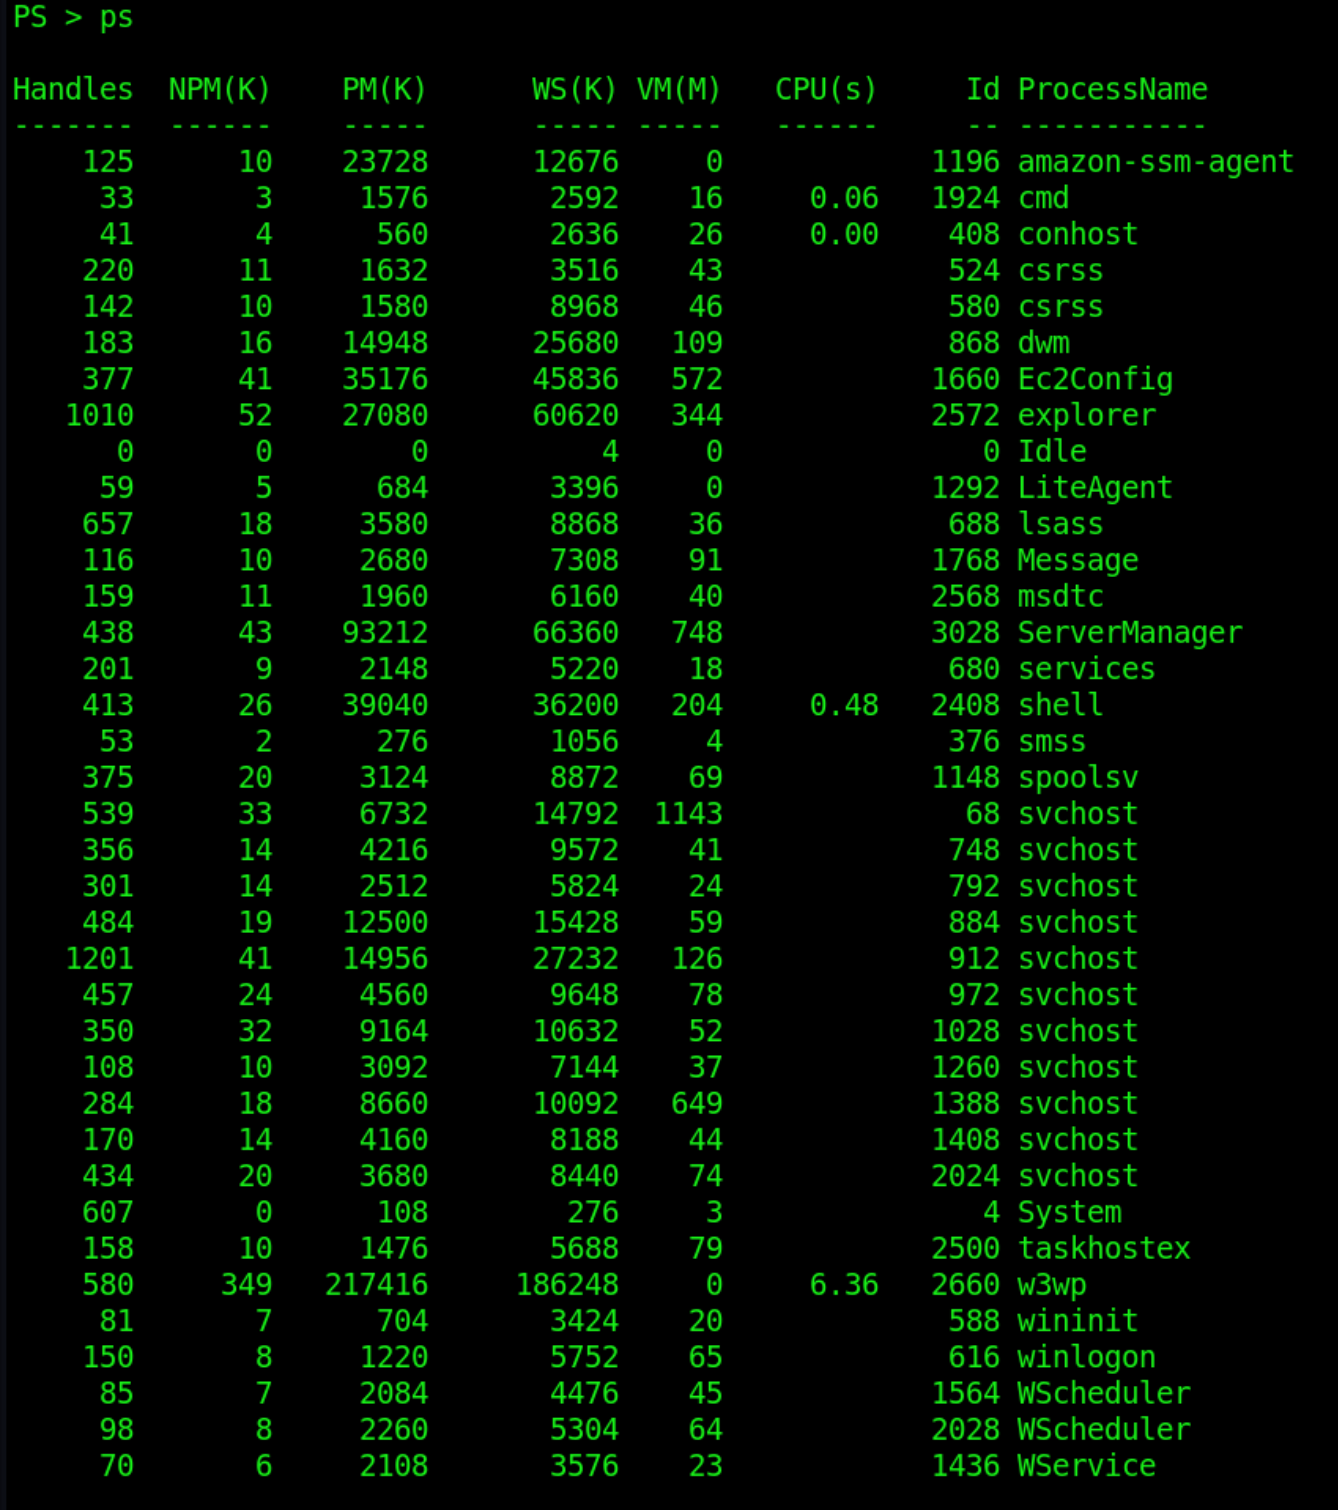 PS > ps
Handles NPM(K) PM(K) WS(K) VM(M) CPU(s) Id ProcessName
------- ------ ----- ----- ----- ------ -- -----------
125 10 23728 12676 0 1196 amazon-ssm-agent
33 3 1576 2592 16 0.06 1924 cmd
41 4 560 2636 26 0.00 408 conhost
220 11 1632 3516 43 524 csrss
142 10 1580 8968 46 580 csrss
183 16 14948 25680 109 868 dwm
377 41 35176 45836 572 1660 Ec2Config
1010 52 27080 60620 344 2572 explorer
0 0 0 4 0 0 Idle
59 5 684 3396 0 1292 LiteAgent
657 18 3580 8868 36 688 lsass
116 10 2680 7308 91 1768 Message
159 11 1960 6160 40 2568 msdtc
438 43 93212 66360 748 3028 ServerManager
201 9 2148 5220 18 680 services
413 26 39040 36200 204 0.48 2408 shell
53 2 276 1056 4 376 smss
375 20 3124 8872 69 1148 spoolsv
539 33 6732 14792 1143 68 svchost
356 14 4216 9572 41 748 svchost
301 14 2512 5824 24 792 svchost
484 19 12500 15428 59 884 svchost
1201 41 14956 27232 126 912 svchost
457 24 4560 9648 78 972 svchost
350 32 9164 10632 52 1028 svchost
108 10 3092 7144 37 1260 svchost
284 18 8660 10092 649 1388 svchost
170 14 4160 8188 44 1408 svchost
434 20 3680 8440 74 2024 svchost
607 0 108 276 3 4 System
158 10 1476 5688 79 2500 taskhostex
580 349 217416 186248 0 6.36 2660 w3wp
81 7 704 3424 20 588 wininit
150 8 1220 5752 65 616 winlogon
85 7 2084 4476 45 1564 WScheduler
98 8 2260 5304 64 2028 WScheduler
70 6 2108 3576 23 1436 WService